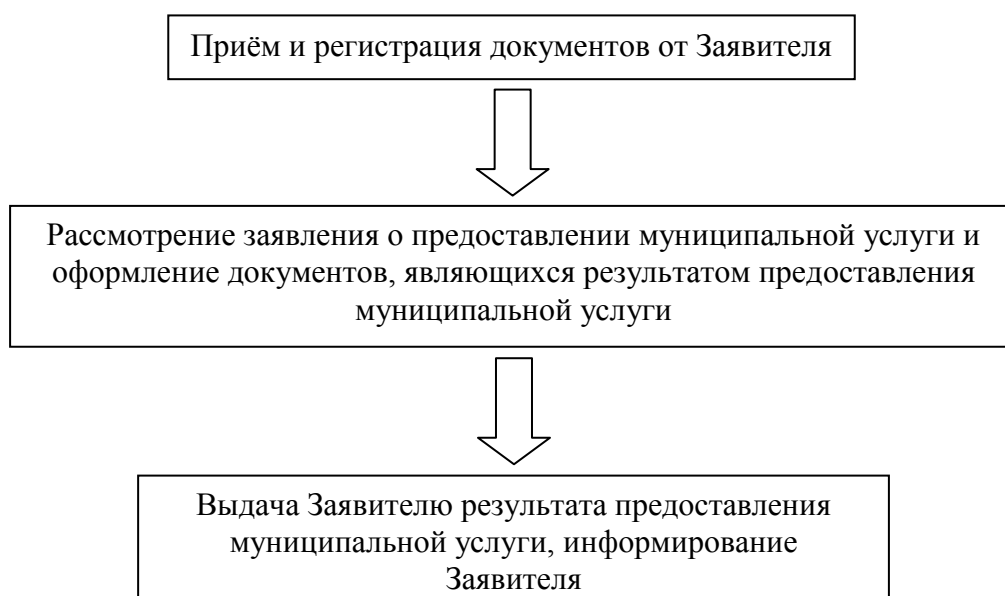 Приём и регистрация документов от Заявителя
Рассмотрение заявления о предоставлении муниципальной услуги и
оформление документов, являющихся результатом предоставления
муниципальной услуги
Выдача Заявителю результата предоставления
муниципальной услуги, информирование
Заявителя